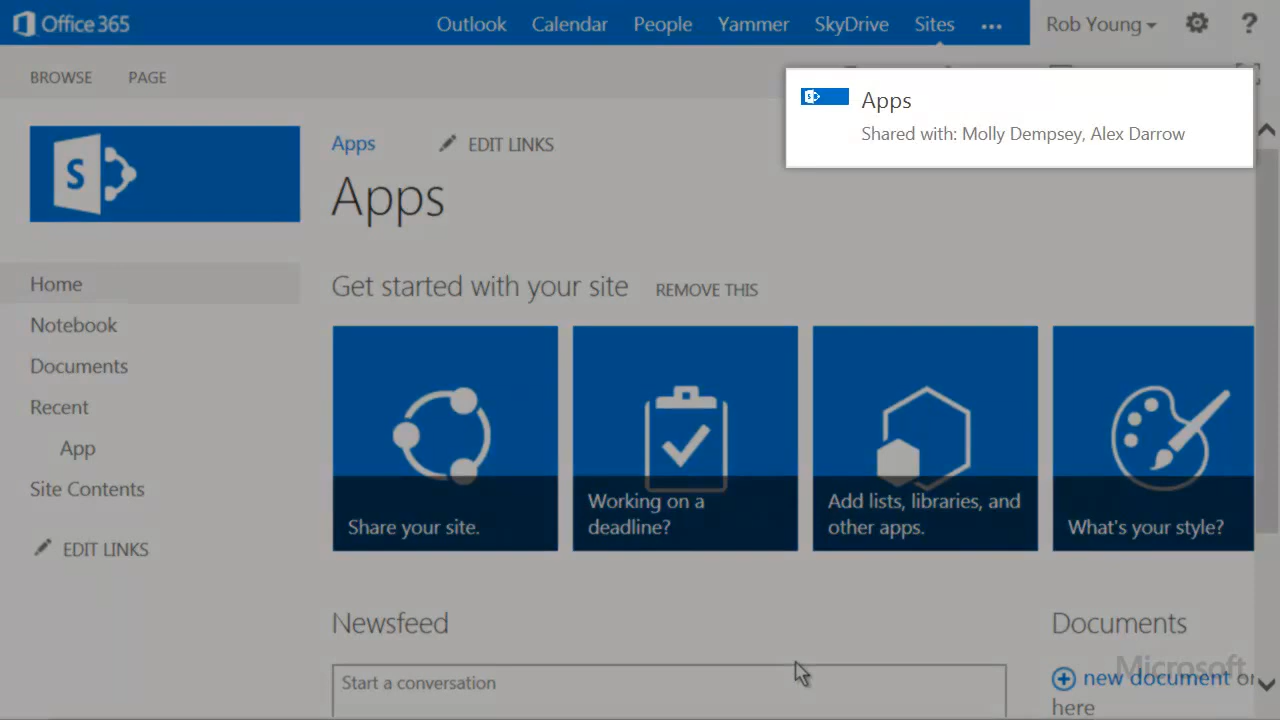 Office 365
Outlook Calendar People Yammer SkyDrive Sites ••• Rob Young ?
BROWSE PAGE
Apps
Shared with: Molly Dempsey, Alex Darrow
S
Apps EDIT LINKS
Apps
Home
Notebook
Documents
Recent
App
Site Contents
EDIT LINKS
Get started with your site REMOVE THIS
Share your site.
Working on a
deadline?
Add lists, libraries, and
other apps.
What's your style?
Newsfeed
Start a conversation
Documents
Microsoft
new document or
here